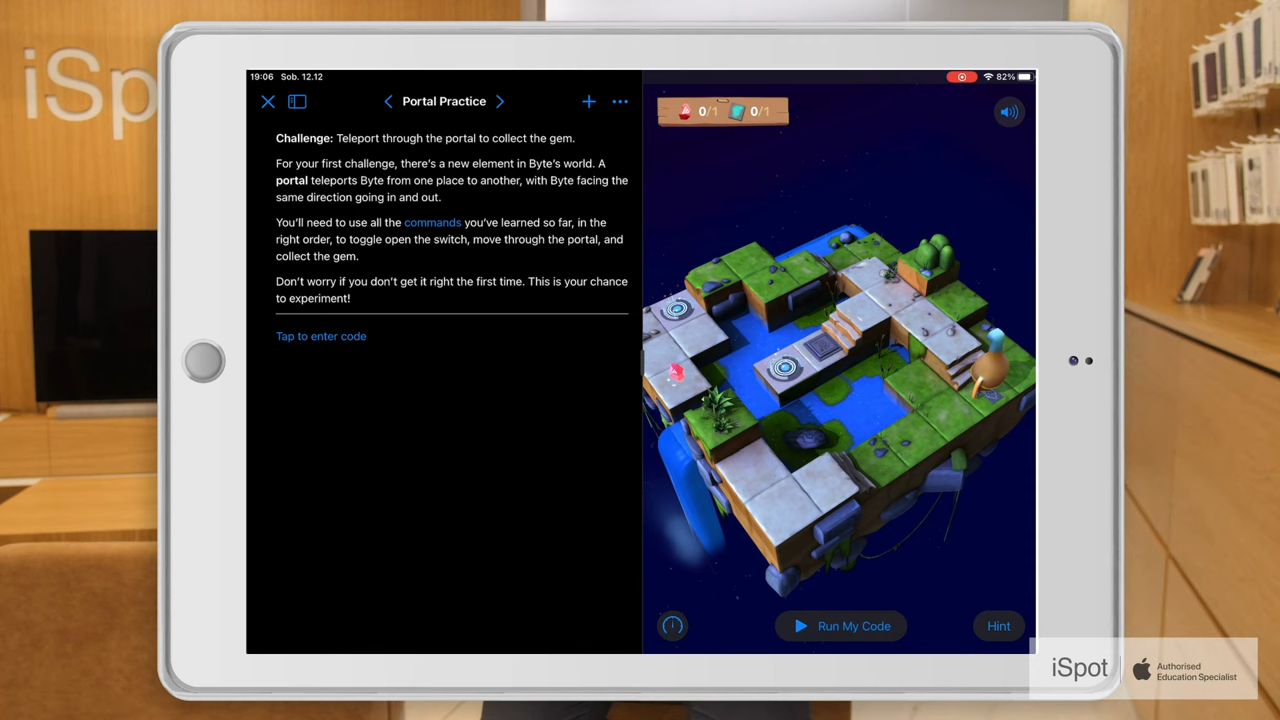 iSp
19:06 Sob. 12.12
82%
Portal Practice
0/1 0/1
Challenge: Teleport through the portal to collect the gem.
For your first challenge, there's a new element in Byte's world. A
portal teleports Byte from one place to another, with Byte facing the
same direction going in and out.
You'll need to use all the commands you've learned so far, in the
right order, to toggle open the switch, move through the portal, and
collect the gem.
Don't worry if you don't get it right the first time. This is your chance
to experiment!
Tap to enter code
Run My Code
Hint
iSpot
Authorised
Education Specialist